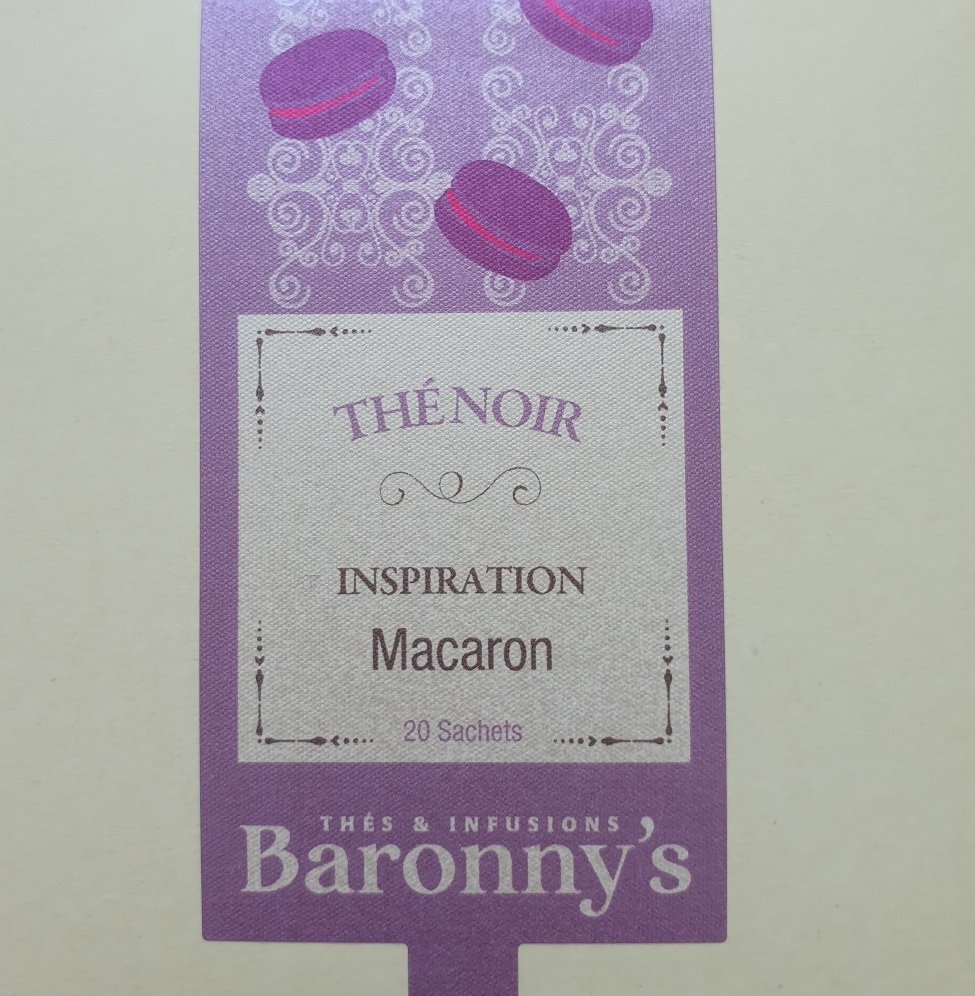 THÉ NOIR
INSPIRATION
Macaron
20 Sachets
THÉS & INFUSIONS
Baronny's